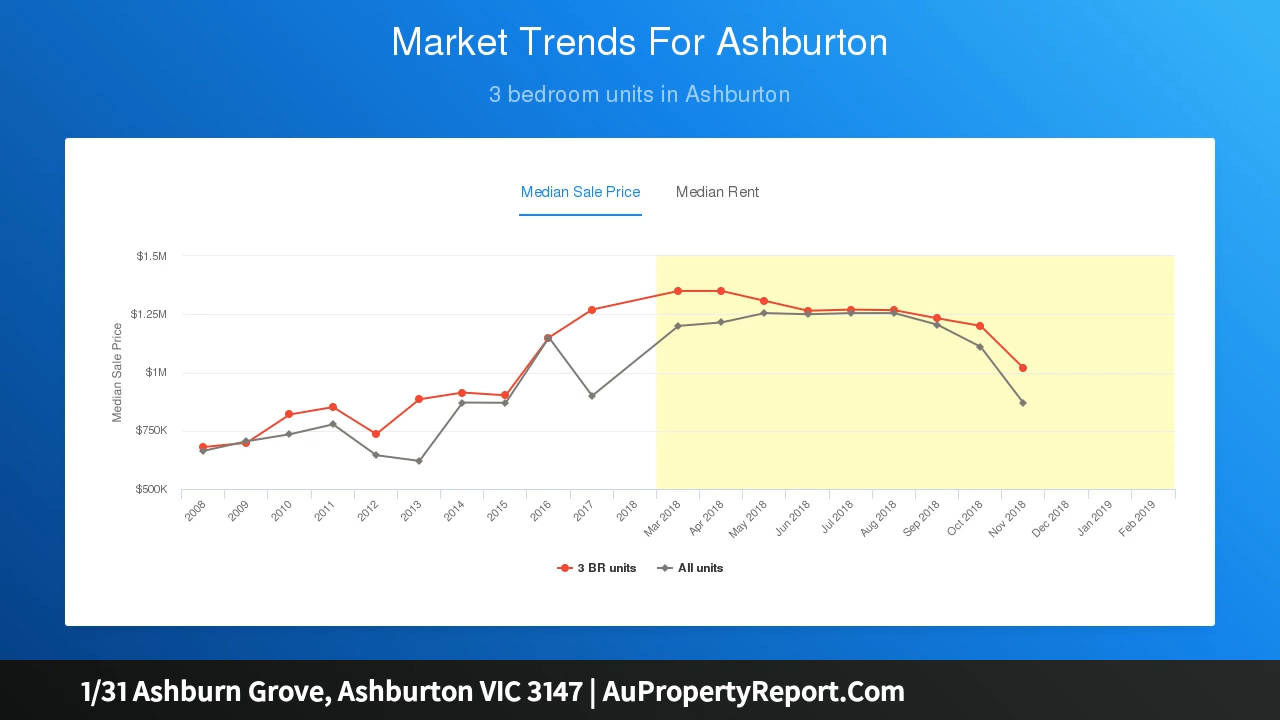 Market Trends For Ashburton
3 bedroom units in Ashburton
Median Sale Price
Median Rent
Median Sale Price
$1.5M
$1.25M
$1M
$750K
$500K
2008
2009
2010
2011
2012
2013
2014
2015
2016
2017
2018
Mar 2018
Apr 2018
May 2018
Jun 2018
Jul 2018
Aug 2018
Sep 2018
Oct 2018
Nov 2018
Dec 2018
Jan 2019
Feb 2019
3 BR units
All units
1/31 Ashburn Grove, Ashburton VIC 3147 | AuPropertyReport.Com